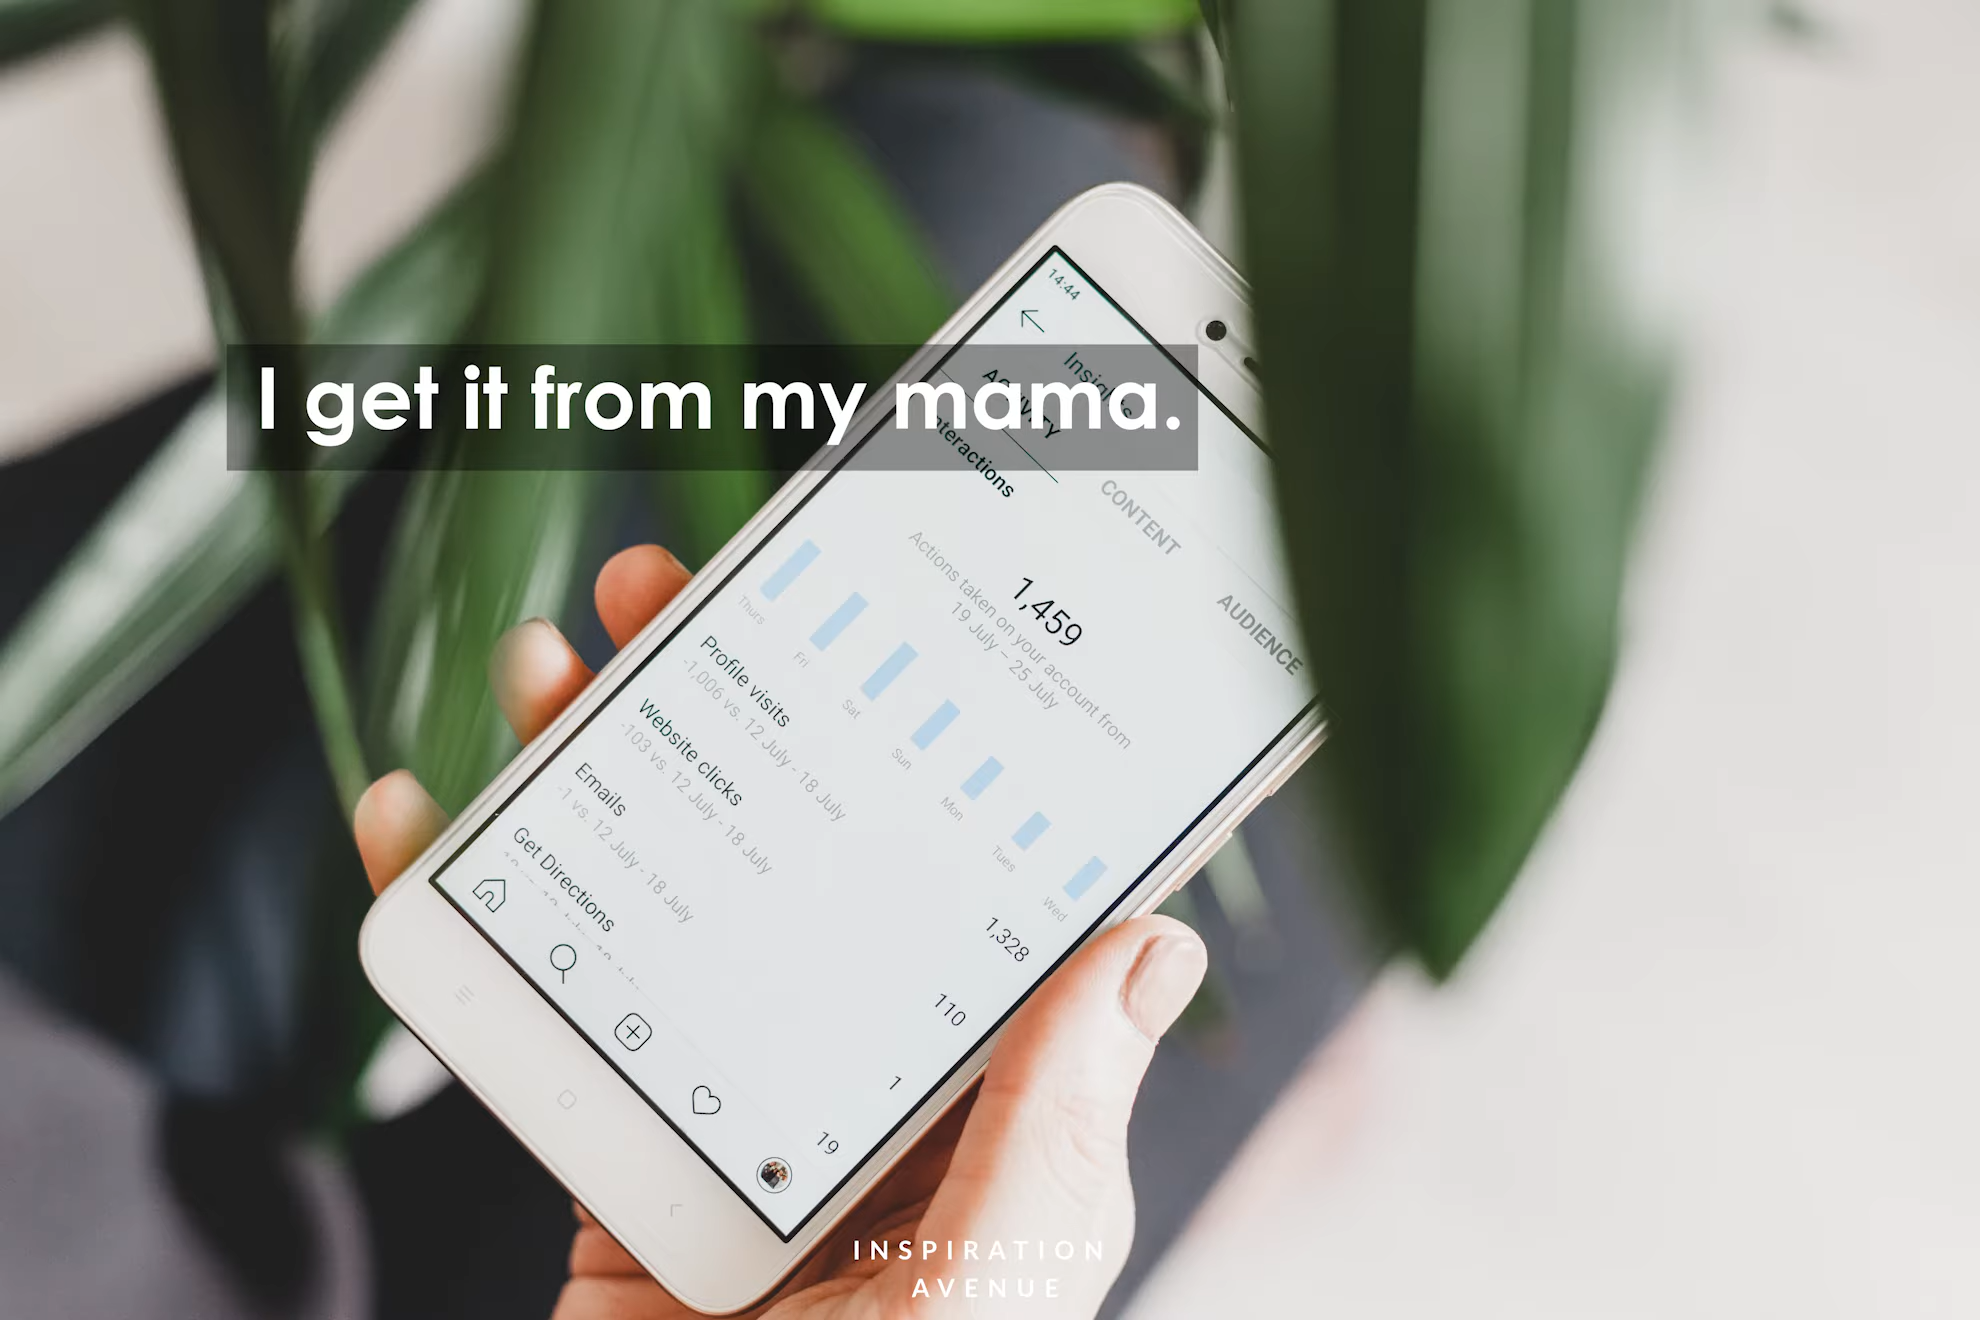 I get it from my mama.
14:44
Insights
ACTIVITY
CONTENT
AUDIENCE
Interactions
1,459
Actions taken on your account from
19 July – 25 July
Thurs
Fri
Sat
Sun
Mon
Tues
Wed
Profile visits
1,328
-1,006 vs. 12 July - 18 July
Website clicks
110
-103 vs. 12 July - 18 July
Emails
1
-1 vs. 12 July - 18 July
Get Directions
19
INSPIRATION
AVENUE